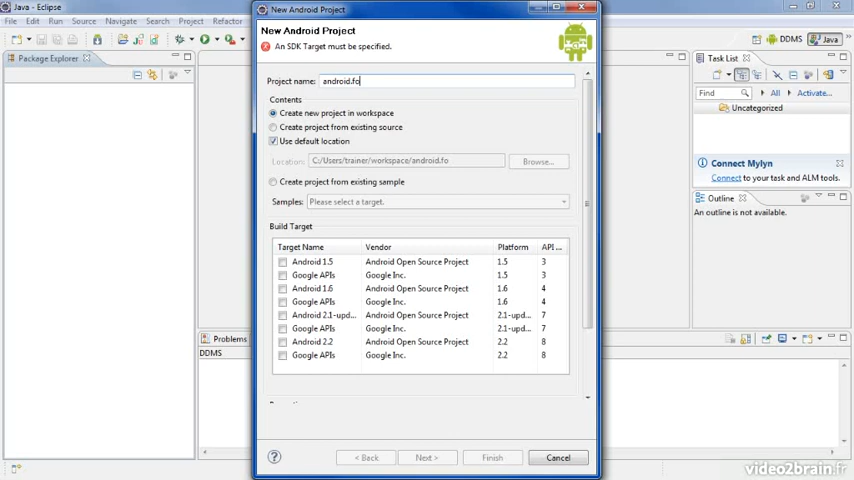 Java - Eclipse
File Edit Run Source Navigate Search Project Refactor
New Android Project
New Android Project
An SDK Target must be specified.
DDMS Java
Package Explorer
Project name: android.fo
Contents
Create new project in workspace
Create project from existing source
Use default location
Location: C:/Users/trainer/workspace/android.fo Browse...
Create project from existing sample
Samples: Please select a target.
Build Target
Target Name Vendor Platform API ...
Android 1.5 Android Open Source Project 1.5 3
Google APIs Google Inc. 1.5 3
Android 1.6 Android Open Source Project 1.6 4
Google APIs Google Inc. 1.6 4
Android 2.1-upd... Android Open Source Project 2.1-upd... 7
Google APIs Google Inc. 2.1-upd... 7
Android 2.2 Android Open Source Project 2.2 8
Google APIs Google Inc. 2.2 8
< Back Next > Finish Cancel
Task List
Find All Activate...
Uncategorized
Connect Mylyn
Connect to your task and ALM tools.
Outline
An outline is not available.
Problems
DDMS
video2brain.fr